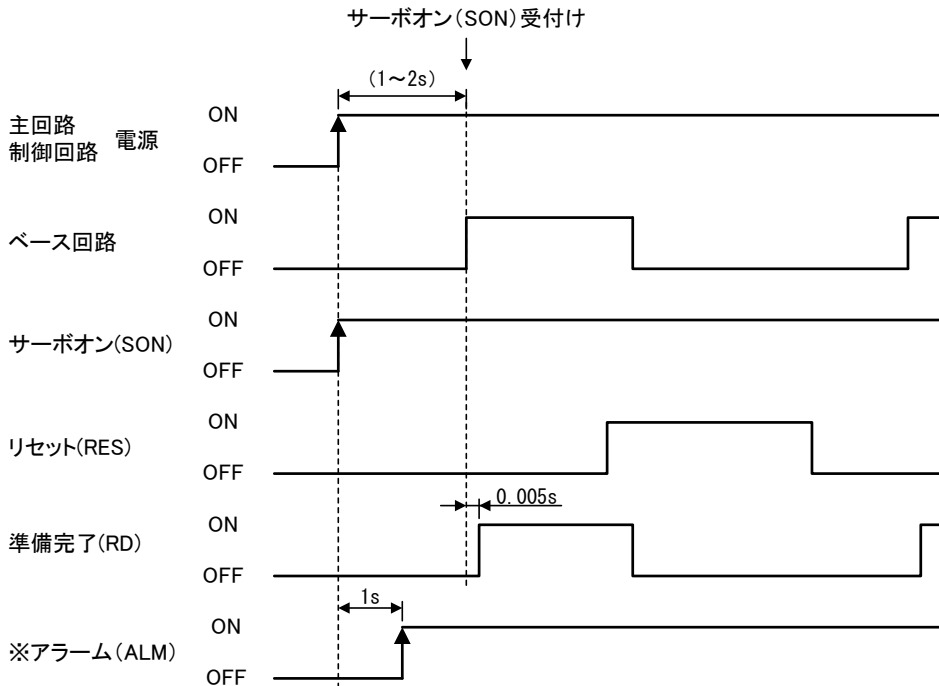 サーボオン(SON)受付け
(1～2s)
主回路
制御回路 電源
ON
OFF
ベース回路
ON
OFF
サーボオン(SON)
ON
OFF
リセット(RES)
ON
OFF
0.005s
準備完了(RD)
ON
OFF
1s
※アラーム(ALM)
ON
OFF